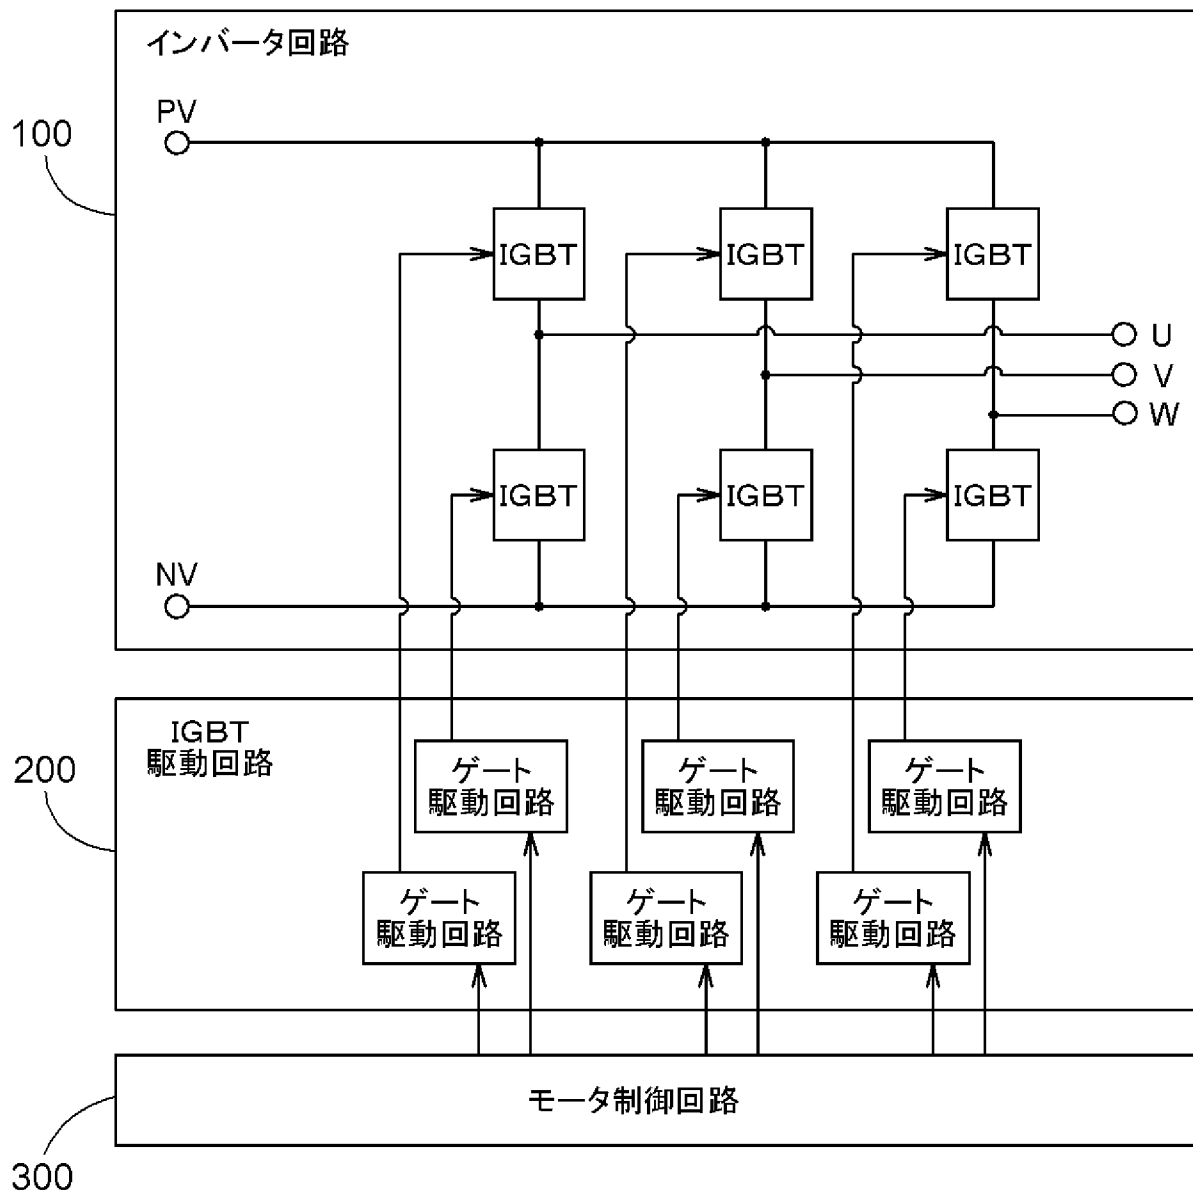 インバータ回路
PV
100
IGBT IGBT IGBT
U
V
W
IGBT IGBT IGBT
NV
IGBT
駆動回路
200
ゲート
駆動回路
ゲート
駆動回路
ゲート
駆動回路
ゲート
駆動回路
ゲート
駆動回路
ゲート
駆動回路
モータ制御回路
300